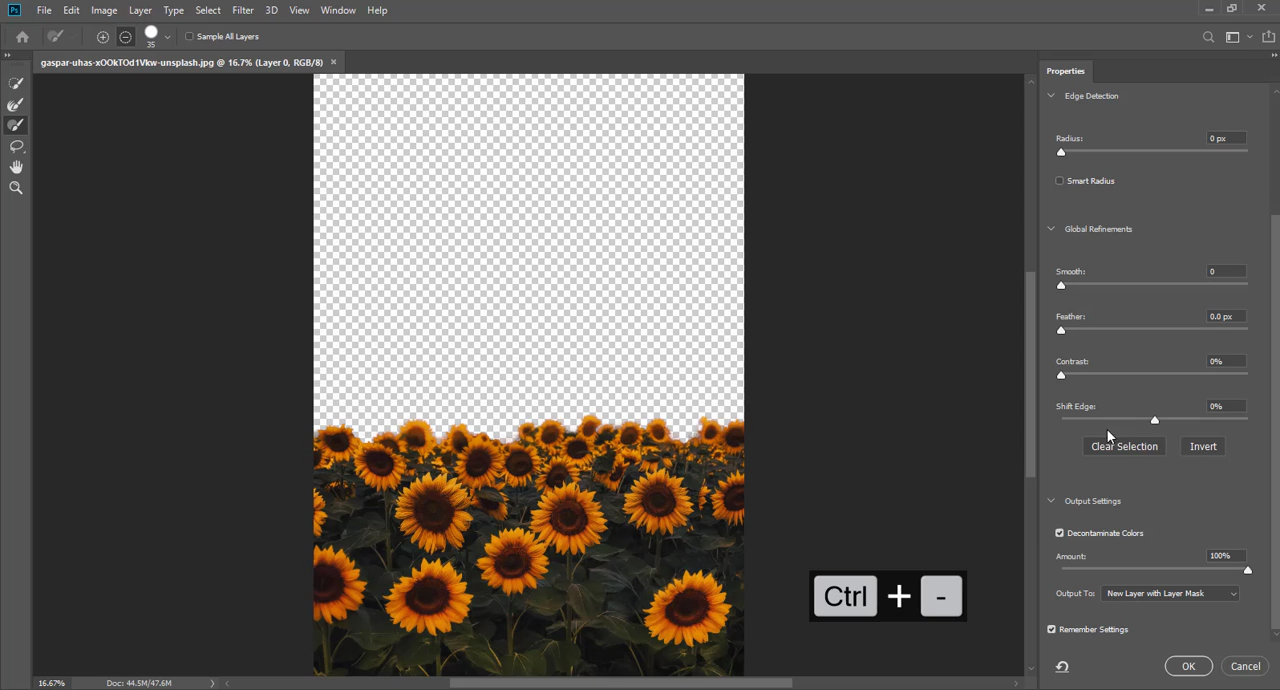 Ps File Edit Image Layer Type Select Filter 3D View Window Help
35 Sample All Layers
gaspar-uhas-xOOkTOd1Vkw-unsplash.jpg @ 16.7% (Layer 0, RGB/8) ×
Properties
Edge Detection
Radius: 0 px
Smart Radius
Global Refinements
Smooth: 0
Feather: 0.0 px
Contrast: 0%
Shift Edge: 0%
Clear Selection Invert
Output Settings
Decontaminate Colors
Amount: 100%
Output To: New Layer with Layer Mask
Remember Settings
OK Cancel
Ctrl + -
16.67% Doc: 44.5M/47.6M